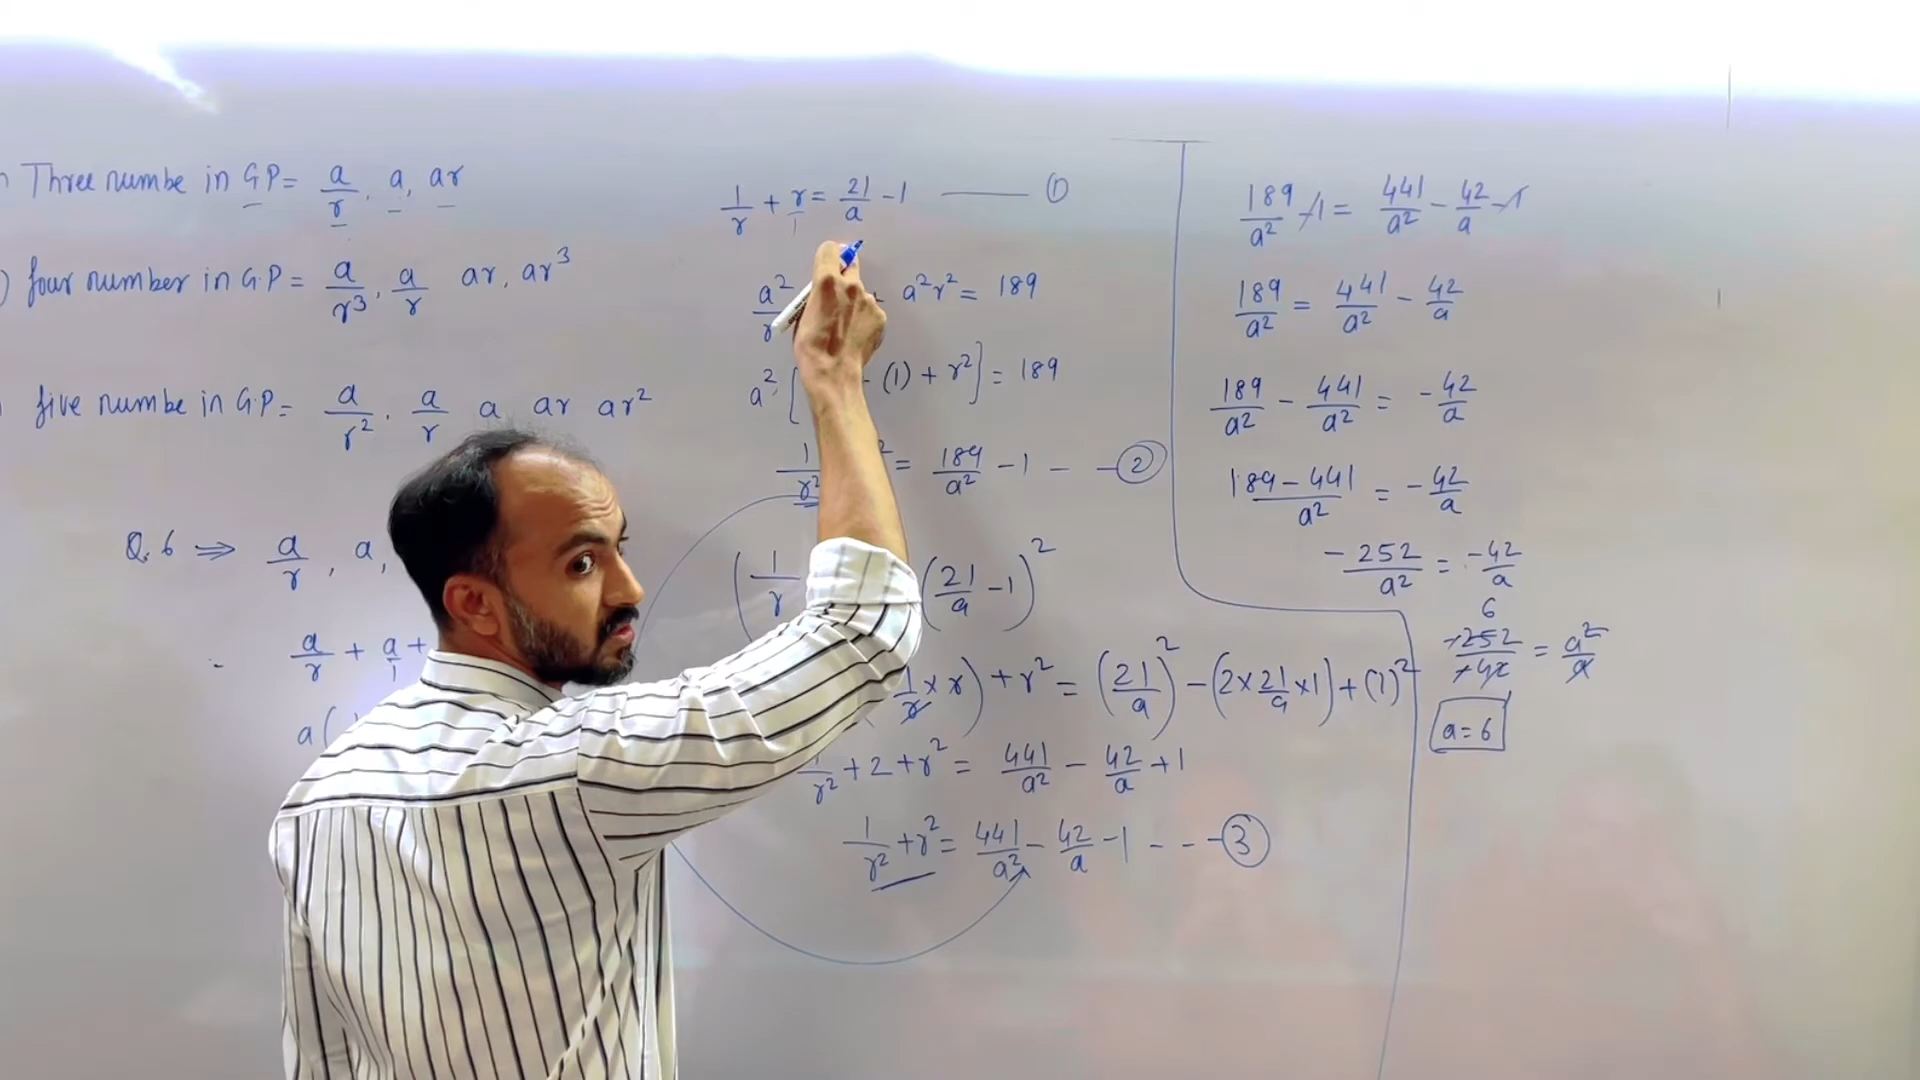 Three numbe in G.P = a/r, a, ar
four number in G.P = a/r³, a/r ar, ar³
five numbe in G.P = a/r², a/r a ar ar²
Q. 6 ⇒ a/r, a,
a/r + a/1 +
a(
1/r + r = 21/a - 1 —— ①
a²/r a²r² = 189
a² [ (1) + r²] = 189
1/r² ² = 189/a² - 1 - - ②
(1/r (21/a - 1)²
1/r × r) + r² = (21/a)² - (2 × 21/a × 1) + (1)²
1/r² + 2 + r² = 441/a² - 42/a + 1
1/r² + r² = 441/a² - 42/a - 1 - - - ③
189/a² - 1 = 441/a² - 42/a - 1
189/a² = 441/a² - 42/a
189/a² - 441/a² = - 42/a
189 - 441/a² = - 42/a
- 252/a² = - 42/a
6
-252/-42 = a²/a
a = 6